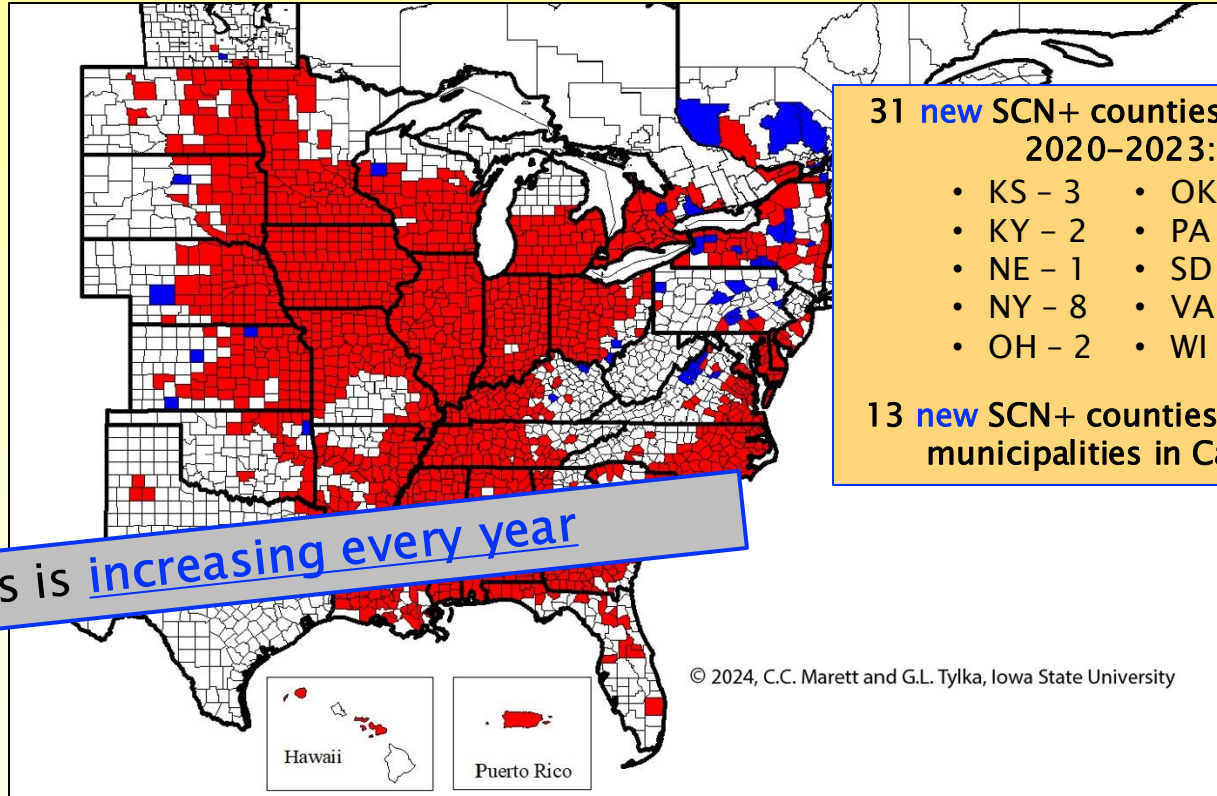 31 new SCN+ counties
2020-2023:
• KS – 3 • OK
• KY – 2 • PA
• NE – 1 • SD
• NY – 8 • VA
• OH – 2 • WI
13 new SCN+ counties
municipalities in Ca
s is increasing every year
© 2024, C.C. Marett and G.L. Tylka, Iowa State University
Hawaii
Puerto Rico